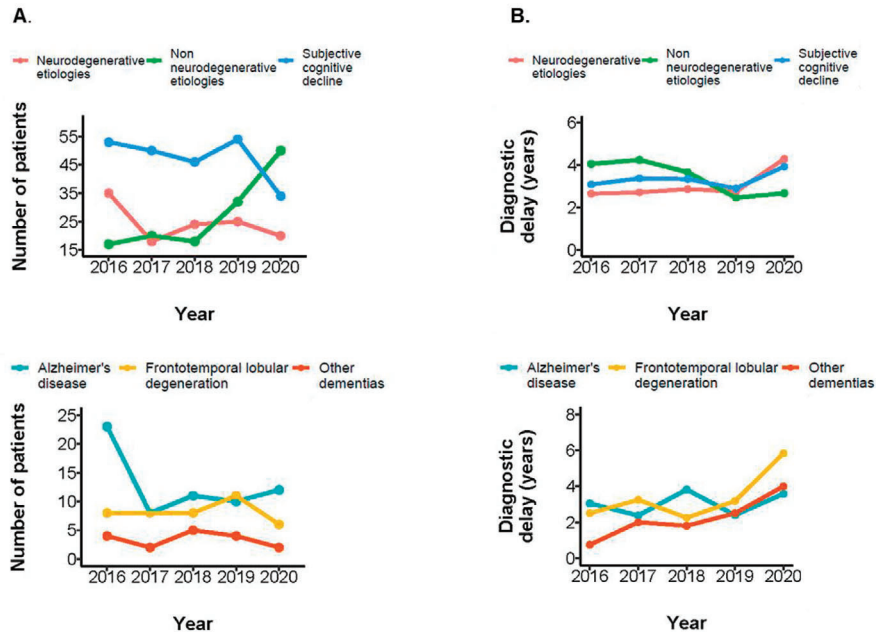 A.
Neurodegenerative
etiologies
Non
neurodegenerative
etiologies
Subjective
cognitive
decline
Number of patients
55
45
35
25
15
2016 2017 2018 2019 2020
Year
B.
Neurodegenerative
etiologies
Non
neurodegenerative
etiologies
Subjective
cognitive
decline
Diagnostic
delay (years)
6
4
2
0
2016 2017 2018 2019 2020
Year
Alzheimer's
disease
Frontotemporal lobular
degeneration
Other
dementias
Number of patients
25
20
15
10
5
0
2016 2017 2018 2019 2020
Year
Alzheimer's
disease
Frontotemporal lobular
degeneration
Other
dementias
Diagnostic
delay (years)
8
6
4
2
0
2016 2017 2018 2019 2020
Year